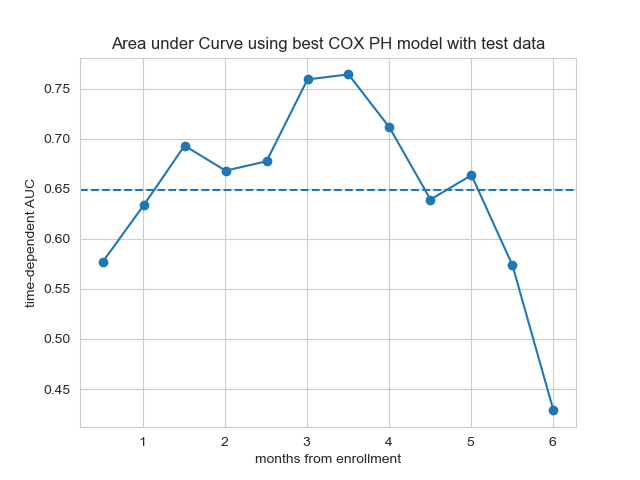 Area under Curve using best COX PH model with test data
time-dependent AUC
0.75
0.70
0.65
0.60
0.55
0.50
0.45
1 2 3 4 5 6
months from enrollment